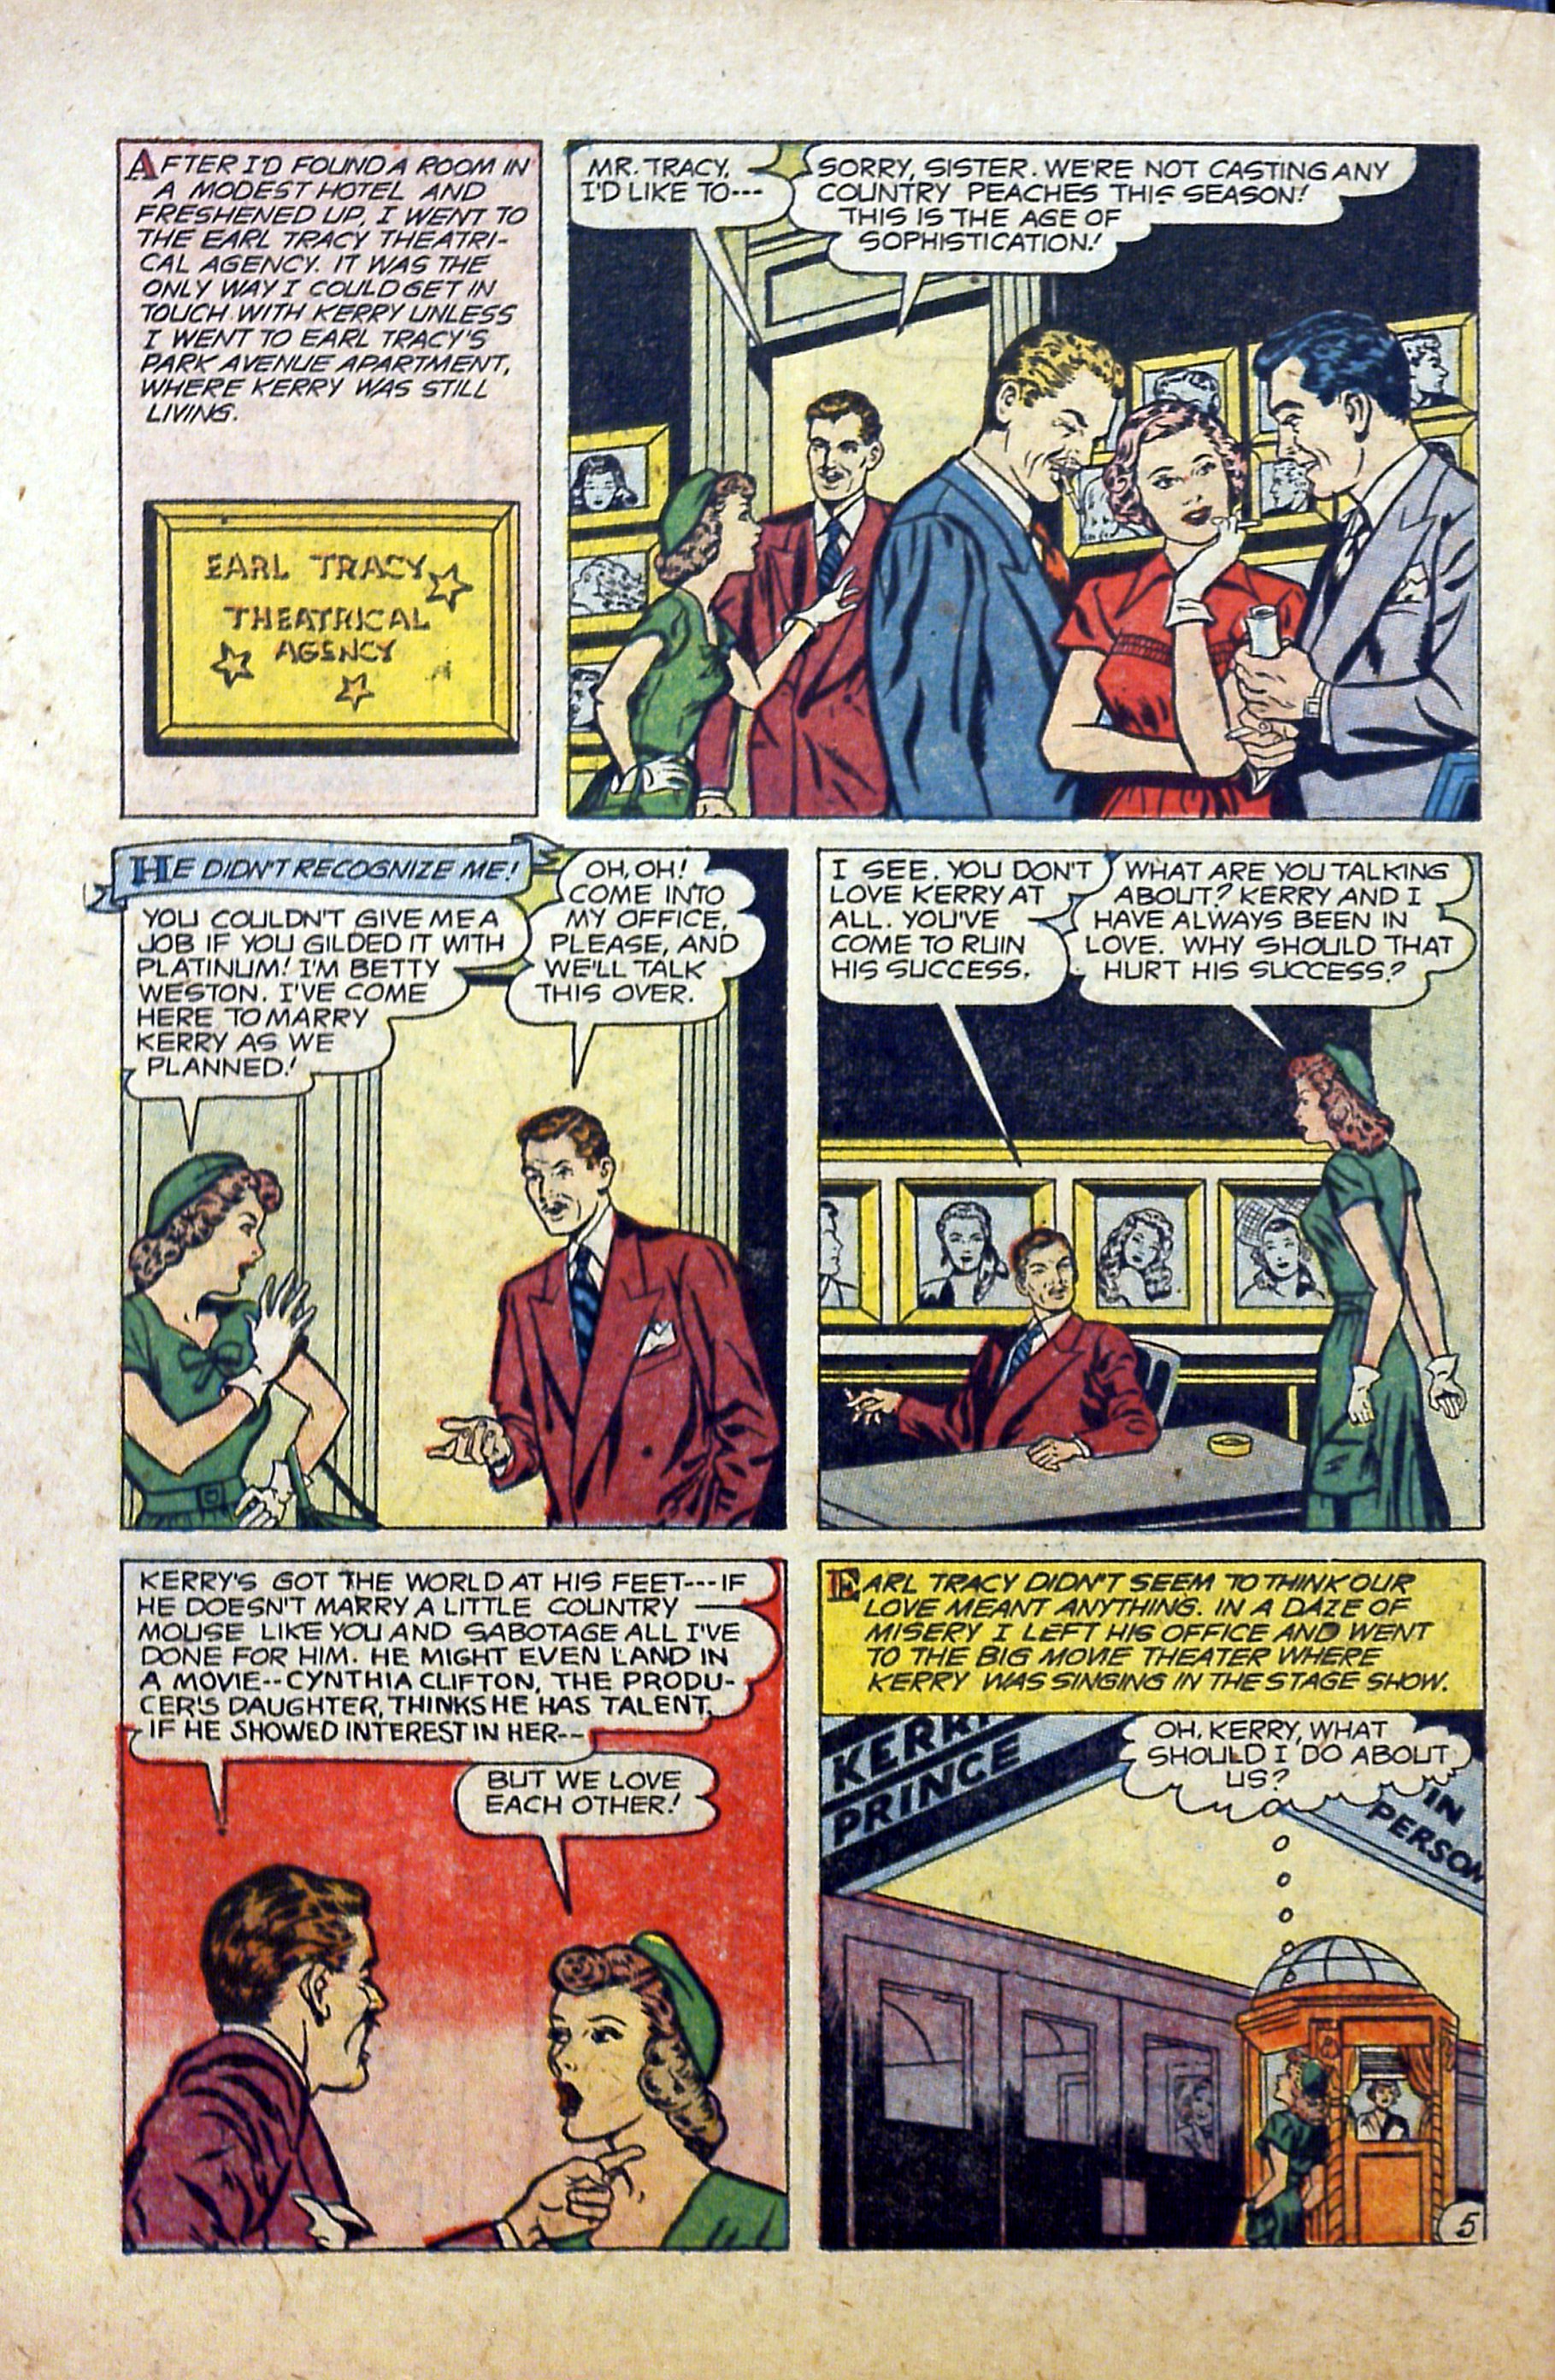 AFTER I'D FOUND A ROOM IN
A MODEST HOTEL AND
FRESHENED UP, I WENT TO
THE EARL TRACY THEATRI-
CAL AGENCY. IT WAS THE
ONLY WAY I COULD GET IN
TOUCH WITH KERRY UNLESS
I WENT TO EARL TRACY'S
PARK AVENUE APARTMENT,
WHERE KERRY WAS STILL
LIVING.
EARL TRACY
THEATRICAL
AGENCY
MR. TRACY,
I'D LIKE TO---
SORRY, SISTER. WE'RE NOT CASTING ANY
COUNTRY PEACHES THIS SEASON!
THIS IS THE AGE OF
SOPHISTICATION!
HE DIDN'T RECOGNIZE ME!
YOU COULDN'T GIVE ME A
JOB IF YOU GILDED IT WITH
PLATINUM! I'M BETTY
WESTON. I'VE COME
HERE TO MARRY
KERRY AS WE
PLANNED!
OH, OH!
COME INTO
MY OFFICE,
PLEASE, AND
WE'LL TALK
THIS OVER.
I SEE. YOU DON'T
LOVE KERRY AT
ALL. YOU'VE
COME TO RUIN
HIS SUCCESS.
WHAT ARE YOU TALKING
ABOUT? KERRY AND I
HAVE ALWAYS BEEN IN
LOVE. WHY SHOULD THAT
HURT HIS SUCCESS?
KERRY'S GOT THE WORLD AT HIS FEET---IF
HE DOESN'T MARRY A LITTLE COUNTRY
MOUSE LIKE YOU AND SABOTAGE ALL I'VE
DONE FOR HIM. HE MIGHT EVEN LAND IN
A MOVIE--CYNTHIA CLIFTON, THE PRODU-
CER'S DAUGHTER, THINKS HE HAS TALENT.
IF HE SHOWED INTEREST IN HER--
BUT WE LOVE
EACH OTHER!
EARL TRACY DIDN'T SEEM TO THINK OUR
LOVE MEANT ANYTHING. IN A DAZE OF
MISERY I LEFT HIS OFFICE AND WENT
TO THE BIG MOVIE THEATER WHERE
KERRY WAS SINGING IN THE STAGE SHOW.
OH, KERRY, WHAT
SHOULD I DO ABOUT
US?
KERRY
PRINCE
IN
PERSON
5